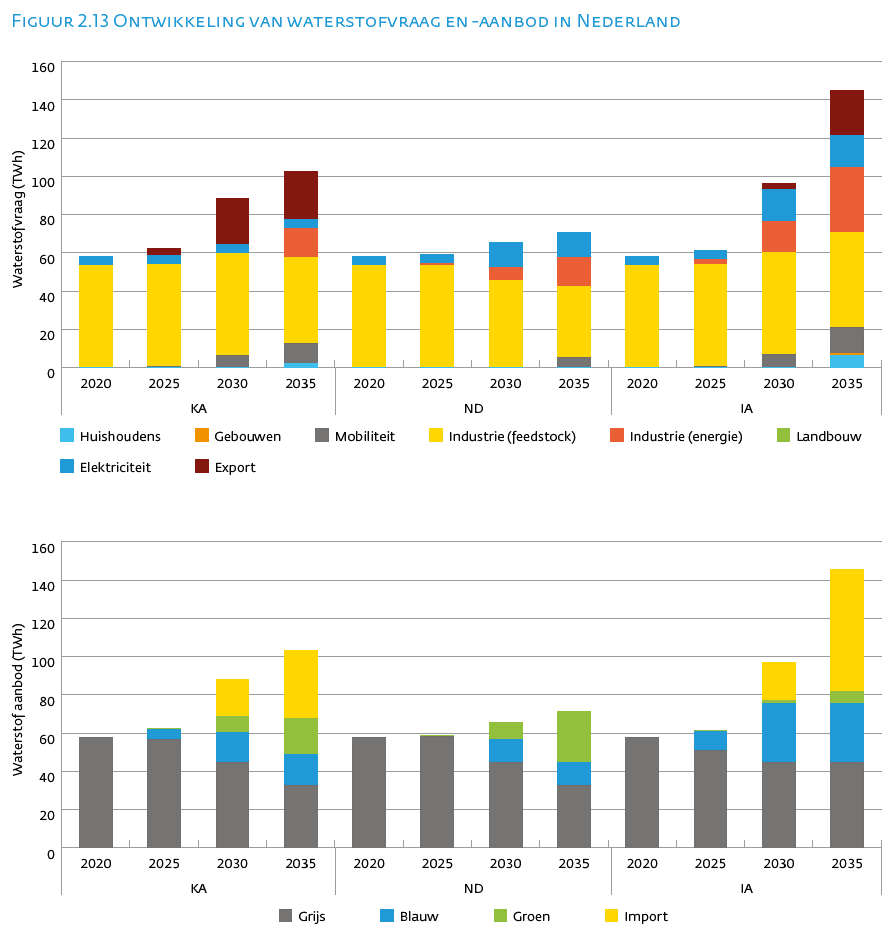 Figuur 2.13 Ontwikkeling van waterstofvraag en -aanbod in Nederland
Waterstofvraag (TWh)
160
140
120
100
80
60
40
20
0
2020 2025 2030 2035 2020 2025 2030 2035 2020 2025 2030 2035
KA ND IA
Huishoudens Gebouwen Mobiliteit Industrie (feedstock) Industrie (energie) Landbouw
Elektriciteit Export
Waterstof aanbod (TWh)
160
140
120
100
80
60
40
20
0
2020 2025 2030 2035 2020 2025 2030 2035 2020 2025 2030 2035
KA ND IA
Grijs Blauw Groen Import